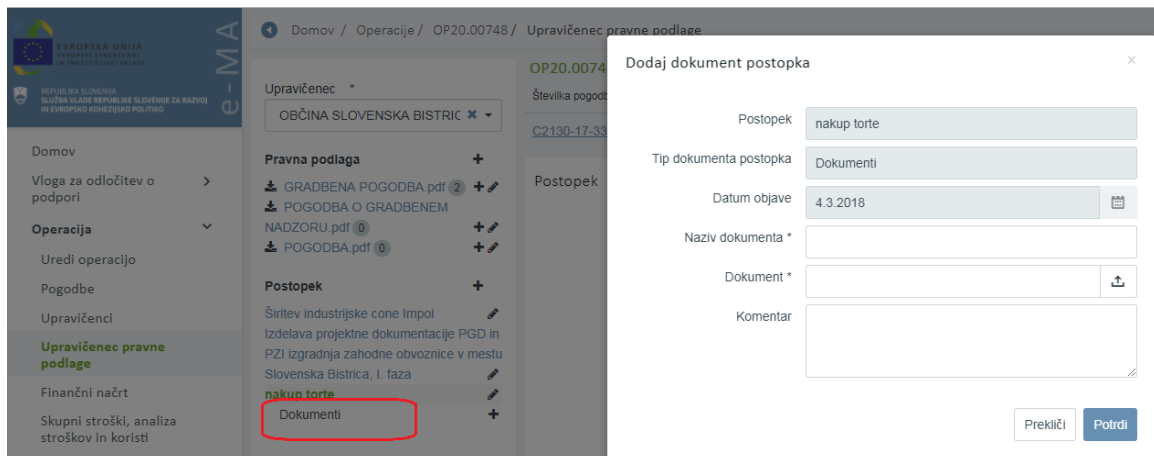 EVROPSKA UNIJA
EVROPSKI STRUKTURNI
IN INVESTICIJSKI SKLADI
e-MA
REPUBLIKA SLOVENIJA
SLUŽBA VLADE REPUBLIKE SLOVENIJE ZA RAZVOJ
IN EVROPSKO KOHEZIJSKO POLITIKO
Domov
Vloga za odločitev o
podpori
Operacija
Uredi operacijo
Pogodbe
Upravičenci
Upravičenec pravne
podlage
Finančni načrt
Skupni stroški, analiza
stroškov in koristi
Domov / Operacije / OP20.00748 / Upravičenec pravne podlage
Upravičenec *
OBČINA SLOVENSKA BISTRIC
Pravna podlaga +
GRADBENA POGODBA.pdf 2 +
POGODBA O GRADBENEM
NADZORU.pdf 0 +
POGODBA.pdf 0 +
Postopek +
Širitev industrijske cone Impol
Izdelava projektne dokumentacije PGD in
PZI izgradnja zahodne obvoznice v mestu
Slovenska Bistrica, I. faza
nakup torte
Dokumenti +
OP20.0074
Številka pogodb
C2130-17-33
Postopek
Dodaj dokument postopka ×
Postopek nakup torte
Tip dokumenta postopka Dokumenti
Datum objave 4.3.2018
Naziv dokumenta *
Dokument *
Komentar
Prekliči Potrdi